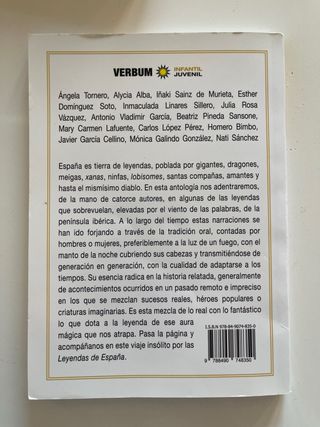 VERBUM INFANTIL JUVENIL
Ángela Tornero, Alycia Alba, Iñaki Sainz de Murieta, Esther
Domínguez Soto, Inmaculada Linares Sillero, Julia Rosa
Vázquez, Antonio Vladimir García, Beatriz Pineda Sansone,
Mary Carmen Lafuente, Carlos López Pérez, Homero Bimbo,
Javier García Cellino, Mónica Galindo González, Nati Sánchez
España es tierra de leyendas, poblada por gigantes, dragones,
meigas, xanas, ninfas, lobisomes, santas compañas, amantes y
hasta el mismísimo diablo. En esta antología nos adentraremos,
de la mano de catorce autores, en algunas de las leyendas
que sobrevuelan, elevadas por el viento de las palabras, de la
península ibérica. A lo largo del tiempo estas narraciones se
han ido forjando a través de la tradición oral, contadas por
hombres o mujeres, preferiblemente a la luz de un fuego, con el
manto de la noche cubriendo sus cabezas y transmitiéndose de
generación en generación, con la cualidad de adaptarse a los
tiempos. Su esencia radica en la historia relatada, generalmente
de acontecimientos ocurridos en un pasado remoto e impreciso
en los que se mezclan sucesos reales, héroes populares o
criaturas imaginarias. Es esta mezcla de lo real con lo fantástico
lo que dota a la leyenda de ese aura
mágica que nos atrapa. Pasa la página y
acompáñanos en este viaje insólito por las
Leyendas de España.
I.S.B.N 978-84-9074-835-0
9 788490 748350